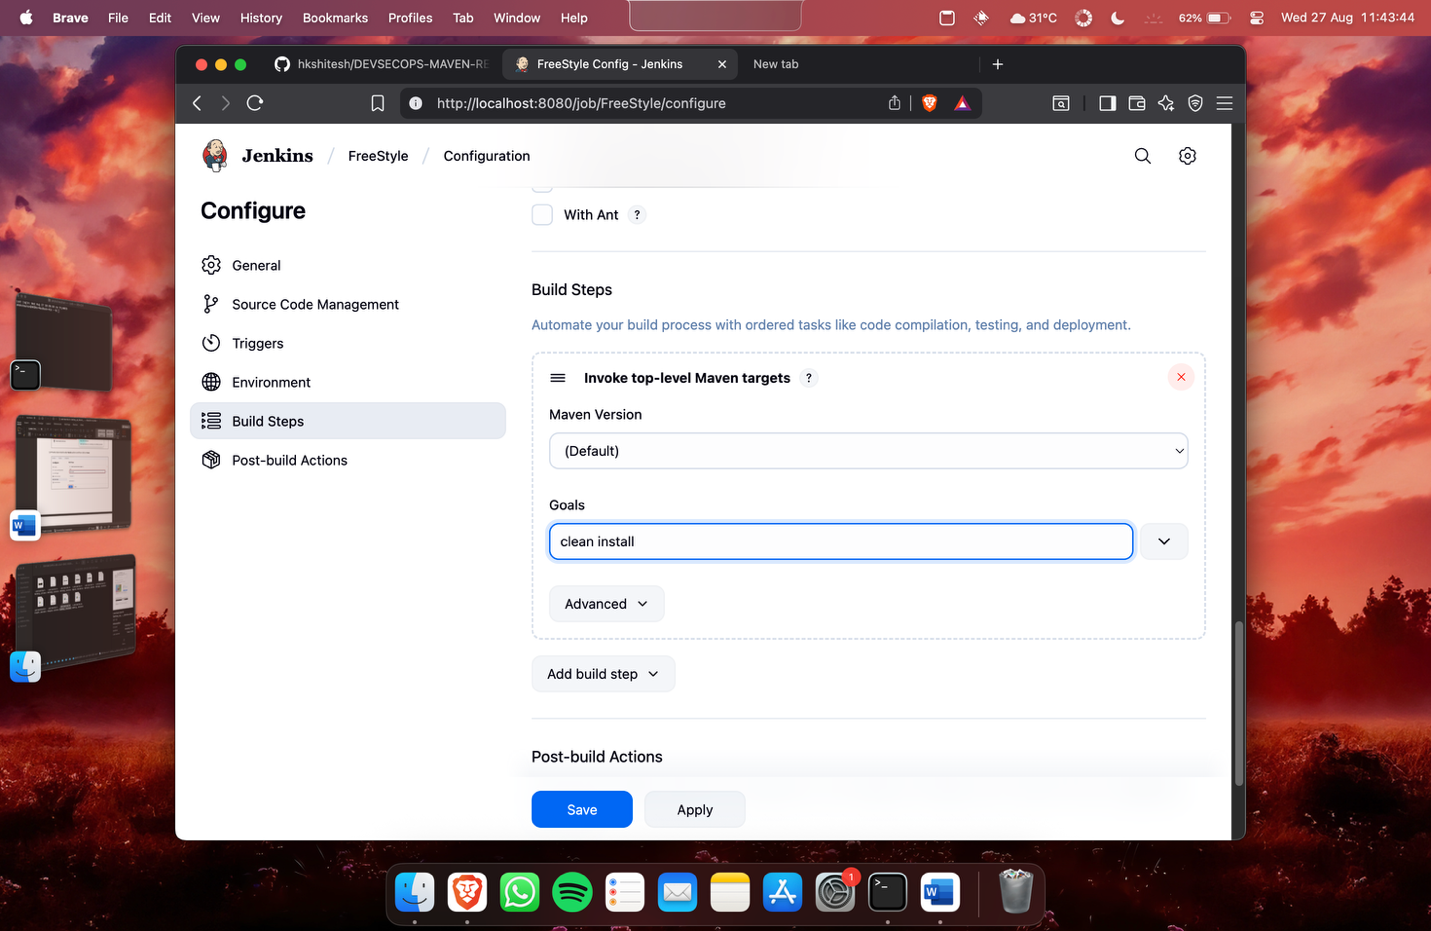 Brave File Edit View History Bookmarks Profiles Tab Window Help 31°C 62% Wed 27 Aug 11:43:44
hkshitesh/DEVSECOPS-MAVEN-RE FreeStyle Config - Jenkins New tab
http://localhost:8080/job/FreeStyle/configure
Jenkins / FreeStyle / Configuration
Configure
General
Source Code Management
Triggers
Environment
Build Steps
Post-build Actions
With Ant ?
Build Steps
Automate your build process with ordered tasks like code compilation, testing, and deployment.
Invoke top-level Maven targets ?
Maven Version
(Default)
Goals
clean install
Advanced
Add build step
Post-build Actions
Save Apply
1